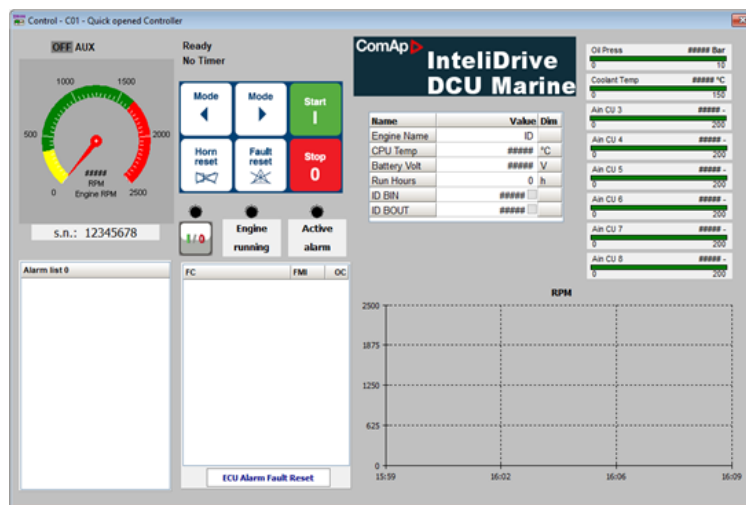 Control - C01 - Quick opened Controller
OFF AUX
1000
1500
500
2000
0
2500
#####
RPM
Engine RPM
s.n.: 12345678
Ready
No Timer
Mode
Mode
Start
I
Horn
reset
Fault
reset
Stop
0
I/0
Engine
running
Active
alarm
ComAp
InteliDrive
DCU Marine
Name Value Dim
Engine Name ID
CPU Temp ##### °C
Battery Volt ##### V
Run Hours 0 h
ID BIN #####
ID BOUT #####
Oil Press ##### Bar
0 10
Coolant Temp ##### °C
0 150
Ain CU 3 ##### -
0 200
Ain CU 4 ##### -
0 200
Ain CU 5 ##### -
0 200
Ain CU 6 ##### -
0 200
Ain CU 7 ##### -
0 200
Ain CU 8 ##### -
0 200
Alarm list 0
FC FMI OC
ECU Alarm Fault Reset
RPM
2500
1875
1250
625
0
15:59 16:02 16:06 16:09